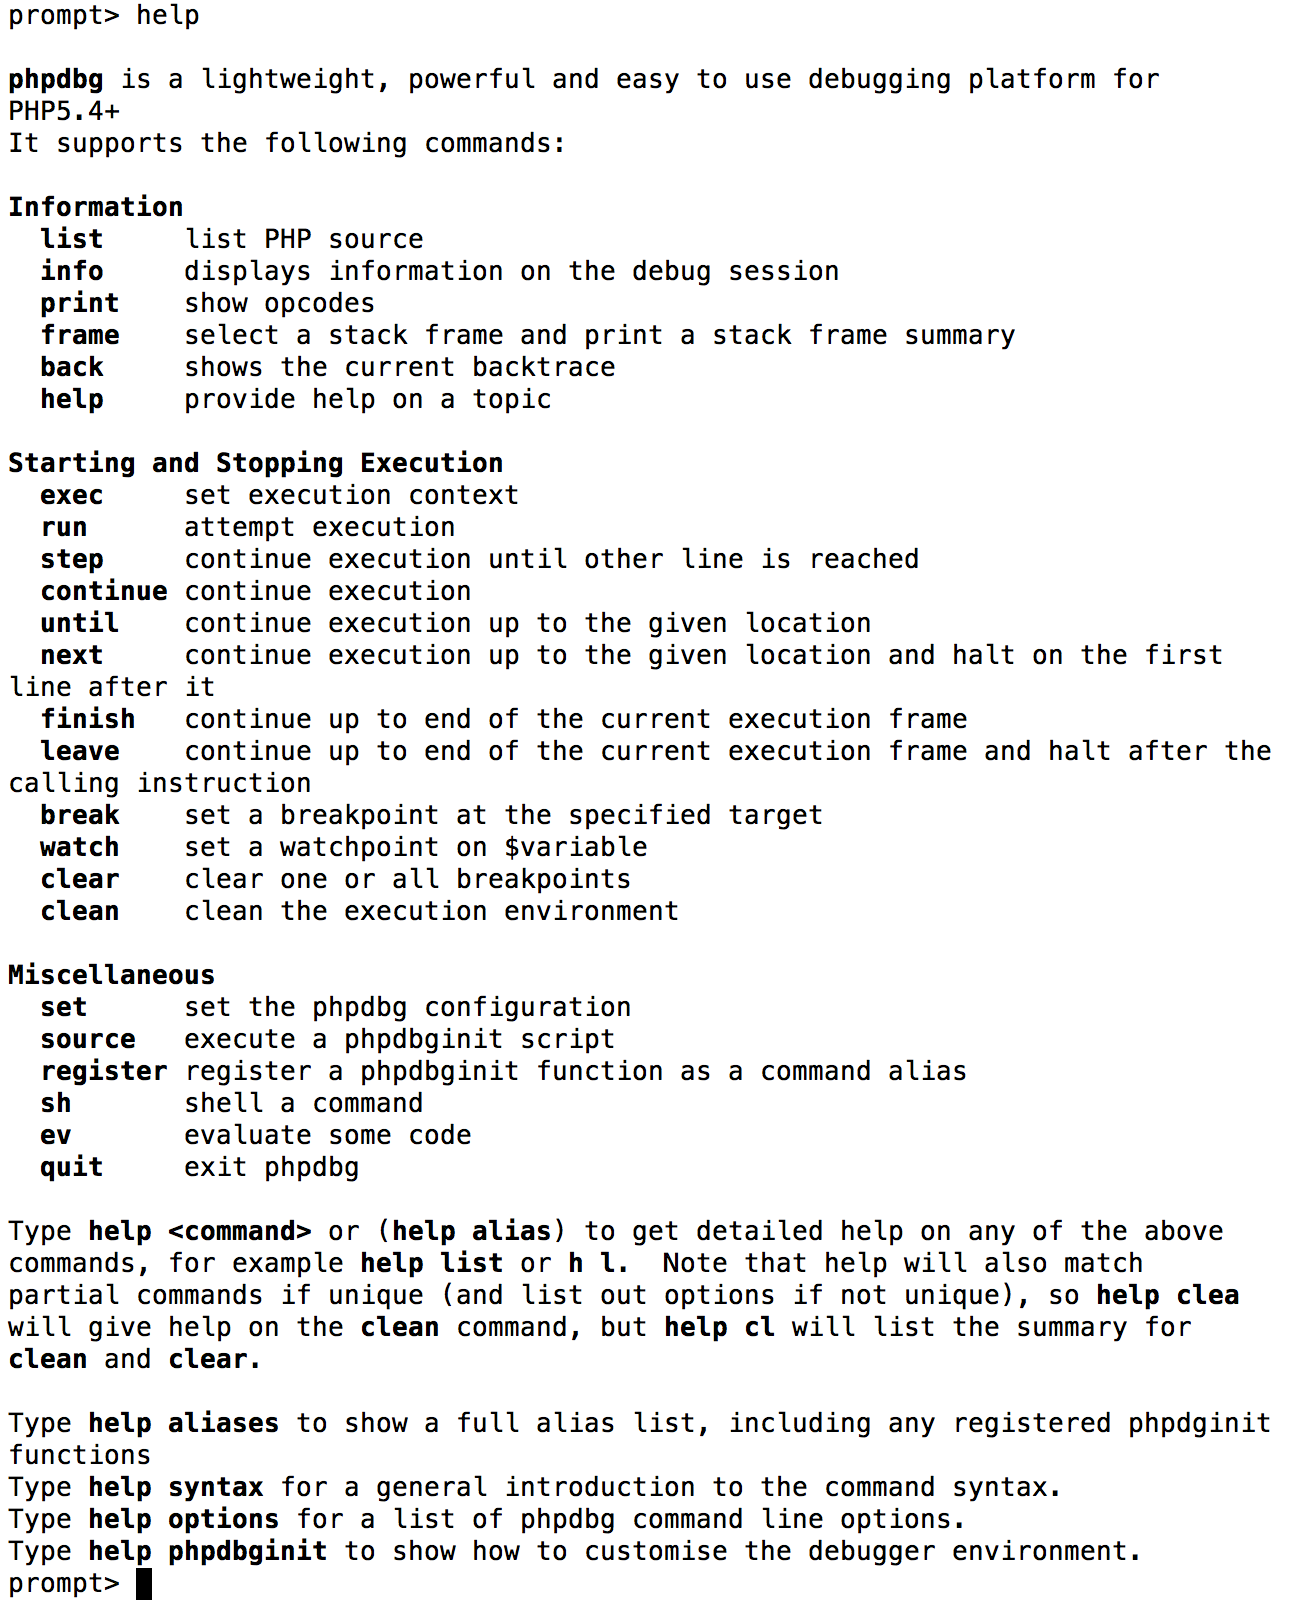 prompt> help

phpdbg is a lightweight, powerful and easy to use debugging platform for
PHP5.4+
It supports the following commands:

Information
  list     list PHP source
  info     displays information on the debug session
  print    show opcodes
  frame    select a stack frame and print a stack frame summary
  back     shows the current backtrace
  help     provide help on a topic

Starting and Stopping Execution
  exec     set execution context
  run      attempt execution
  step     continue execution until other line is reached
  continue continue execution
  until    continue execution up to the given location
  next     continue execution up to the given location and halt on the first
line after it
  finish   continue up to end of the current execution frame
  leave    continue up to end of the current execution frame and halt after the
calling instruction
  break    set a breakpoint at the specified target
  watch    set a watchpoint on $variable
  clear    clear one or all breakpoints
  clean    clean the execution environment

Miscellaneous
  set      set the phpdbg configuration
  source   execute a phpdbginit script
  register register a phpdbginit function as a command alias
  sh       shell a command
  ev       evaluate some code
  quit     exit phpdbg

Type help <command> or (help alias) to get detailed help on any of the above
commands, for example help list or h l.  Note that help will also match
partial commands if unique (and list out options if not unique), so help clea
will give help on the clean command, but help cl will list the summary for
clean and clear.

Type help aliases to show a full alias list, including any registered phpdginit
functions
Type help syntax for a general introduction to the command syntax.
Type help options for a list of phpdbg command line options.
Type help phpdbginit to show how to customise the debugger environment.
prompt>